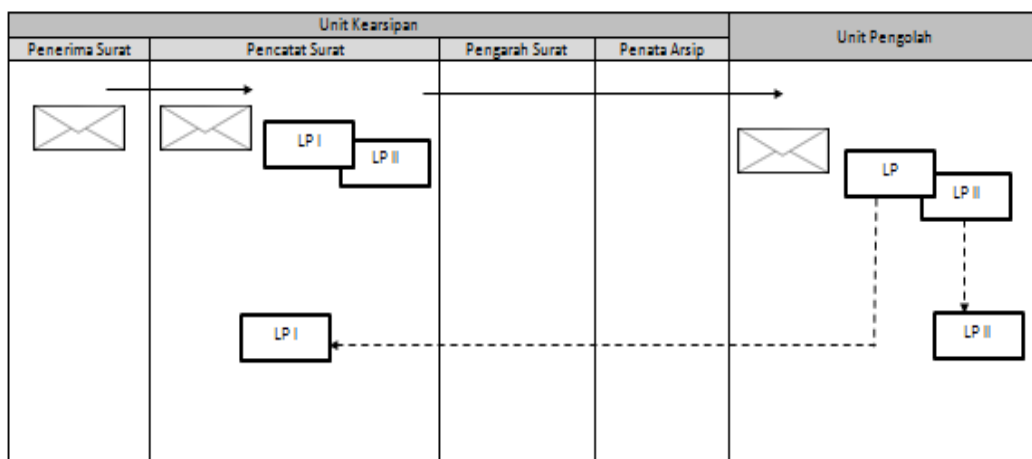 Unit Kearsipan
Unit Pengolah
Penerima Surat
Pencatat Surat
Pengarah Surat
Penata Arsip
LP I
LP II
LP
LP II
LP I
LP II